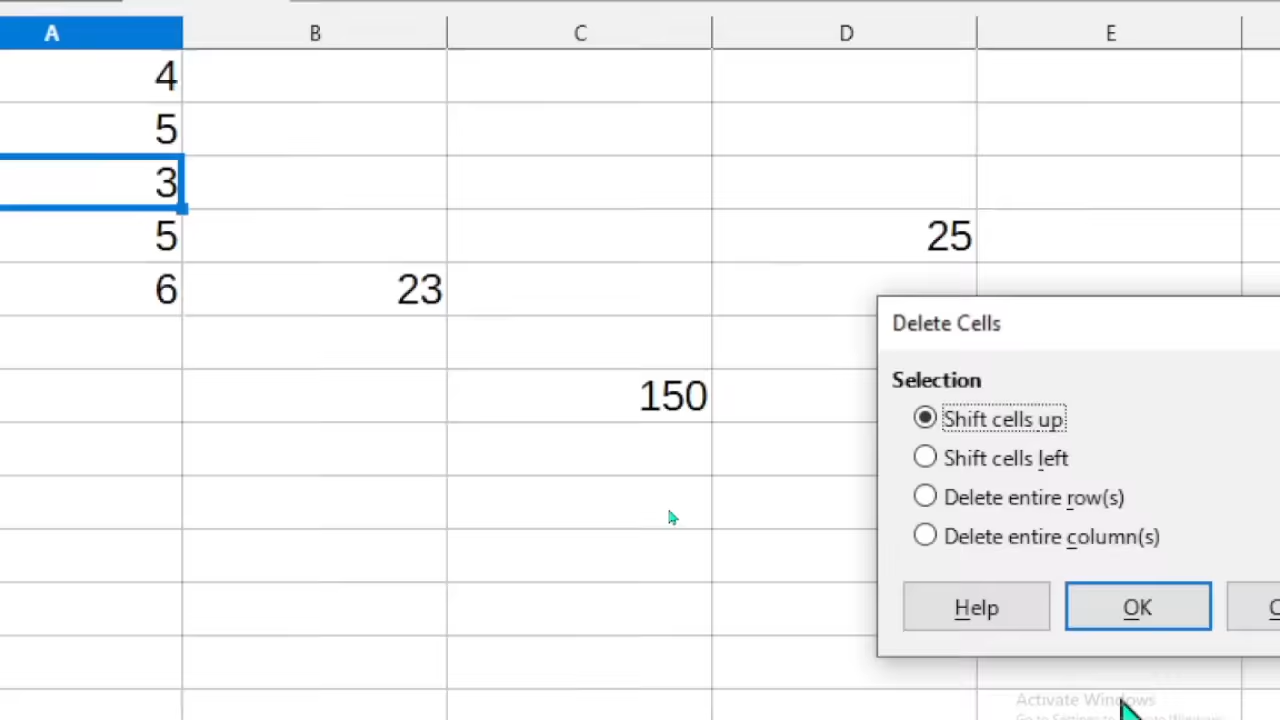 A B C D E
4
5
3
5 25
6 23
Delete Cells
Selection
150
Shift cells up
Shift cells left
Delete entire row(s)
Delete entire column(s)
Help OK C
Activate Windows